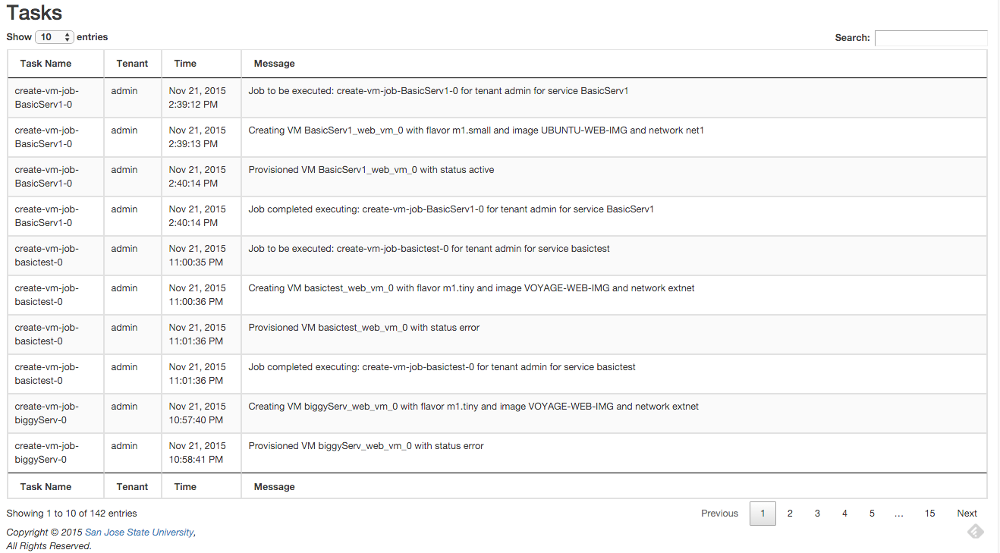 Tasks
Show 10 entries
Search:
Task Name Tenant Time Message
create-vm-job- admin Nov 21, 2015 Job to be executed: create-vm-job-BasicServ1-0 for tenant admin for service BasicServ1
BasicServ1-0 2:39:12 PM
create-vm-job- admin Nov 21, 2015 Creating VM BasicServ1_web_vm_0 with flavor m1.small and image UBUNTU-WEB-IMG and network net1
BasicServ1-0 2:39:13 PM
create-vm-job- admin Nov 21, 2015 Provisioned VM BasicServ1_web_vm_0 with status active
BasicServ1-0 2:40:14 PM
create-vm-job- admin Nov 21, 2015 Job completed executing: create-vm-job-BasicServ1-0 for tenant admin for service BasicServ1
BasicServ1-0 2:40:14 PM
create-vm-job- admin Nov 21, 2015 Job to be executed: create-vm-job-basictest-0 for tenant admin for service basictest
basictest-0 11:00:35 PM
create-vm-job- admin Nov 21, 2015 Creating VM basictest_web_vm_0 with flavor m1.tiny and image VOYAGE-WEB-IMG and network extnet
basictest-0 11:00:36 PM
create-vm-job- admin Nov 21, 2015 Provisioned VM basictest_web_vm_0 with status error
basictest-0 11:01:36 PM
create-vm-job- admin Nov 21, 2015 Job completed executing: create-vm-job-basictest-0 for tenant admin for service basictest
basictest-0 11:01:36 PM
create-vm-job- admin Nov 21, 2015 Creating VM biggyServ_web_vm_0 with flavor m1.tiny and image VOYAGE-WEB-IMG and network extnet
biggyServ-0 10:57:40 PM
create-vm-job- admin Nov 21, 2015 Provisioned VM biggyServ_web_vm_0 with status error
biggyServ-0 10:58:41 PM
Task Name Tenant Time Message
Showing 1 to 10 of 142 entries
Previous 1 2 3 4 5 … 15 Next
Copyright © 2015 San Jose State University,
All Rights Reserved.